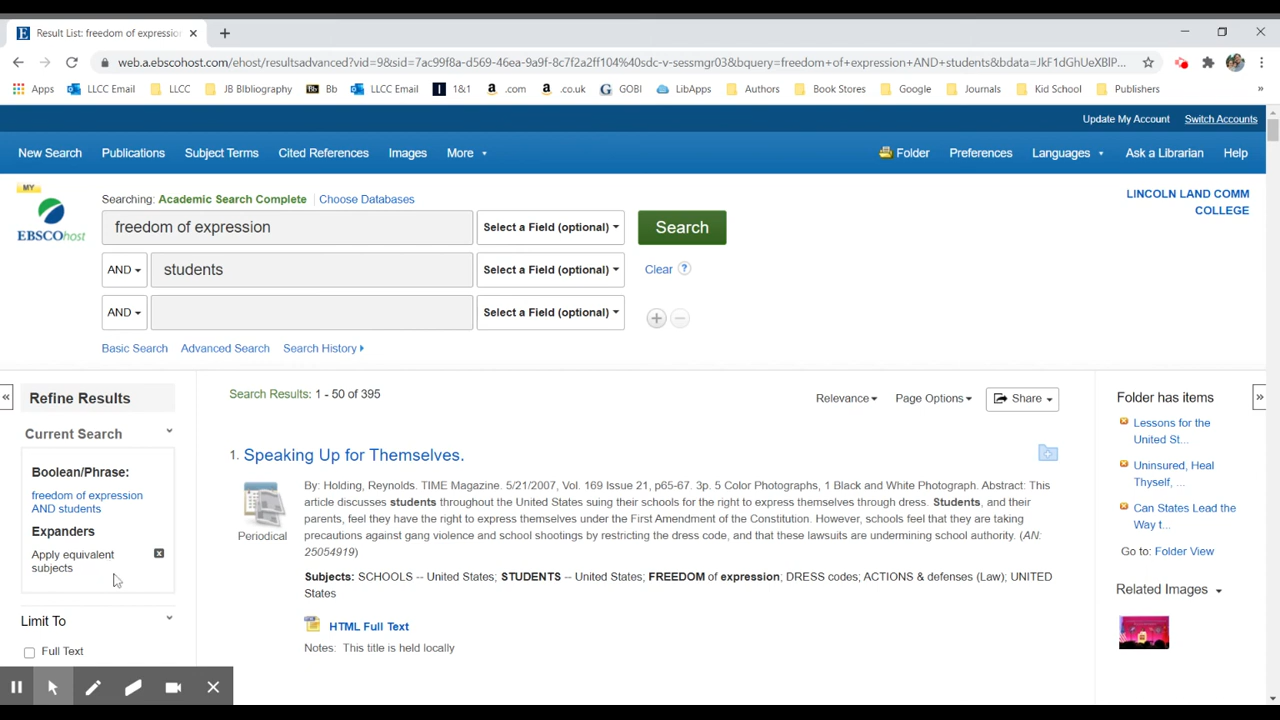 Result List: freedom of expressio
web.a.ebscohost.com/ehost/resultsadvanced?vid=9&sid=7ac99f8a-d569-46ea-9a9f-8c7f2a2ff104%40sdc-v-sessmgr03&bquery=freedom+of+expression+AND+students&bdata=JkF1dGhUeXBlP...
Apps LLCC Email LLCC JB BIbliography Bb LLCC Email 1&1 .com .co.uk GOBI LibApps Authors Book Stores Google Journals Kid School Publishers »
Update My Account Switch Accounts
New Search Publications Subject Terms Cited References Images More Folder Preferences Languages Ask a Librarian Help
MY
EBSCOhost
Searching: Academic Search Complete | Choose Databases
LINCOLN LAND COMM
COLLEGE
freedom of expression Select a Field (optional) Search
AND students Select a Field (optional) Clear ?
AND Select a Field (optional) + −
Basic Search Advanced Search Search History
« Refine Results
Current Search
Boolean/Phrase:
freedom of expression
AND students
Expanders
Apply equivalent
subjects
Limit To
Full Text
Search Results: 1 - 50 of 395
Relevance Page Options Share
1. Speaking Up for Themselves.
Periodical
By: Holding, Reynolds. TIME Magazine. 5/21/2007, Vol. 169 Issue 21, p65-67. 3p. 5 Color Photographs, 1 Black and White Photograph. Abstract: This
article discusses students throughout the United States suing their schools for the right to express themselves through dress. Students, and their
parents, feel they have the right to express themselves under the First Amendment of the Constitution. However, schools feel that they are taking
precautions against gang violence and school shootings by restricting the dress code, and that these lawsuits are undermining school authority. (AN:
25054919)
Subjects: SCHOOLS -- United States; STUDENTS -- United States; FREEDOM of expression; DRESS codes; ACTIONS & defenses (Law); UNITED
States
HTML Full Text
Notes: This title is held locally
Folder has items »
Lessons for the
United St...
Uninsured, Heal
Thyself, ...
Can States Lead the
Way t...
Go to: Folder View
Related Images